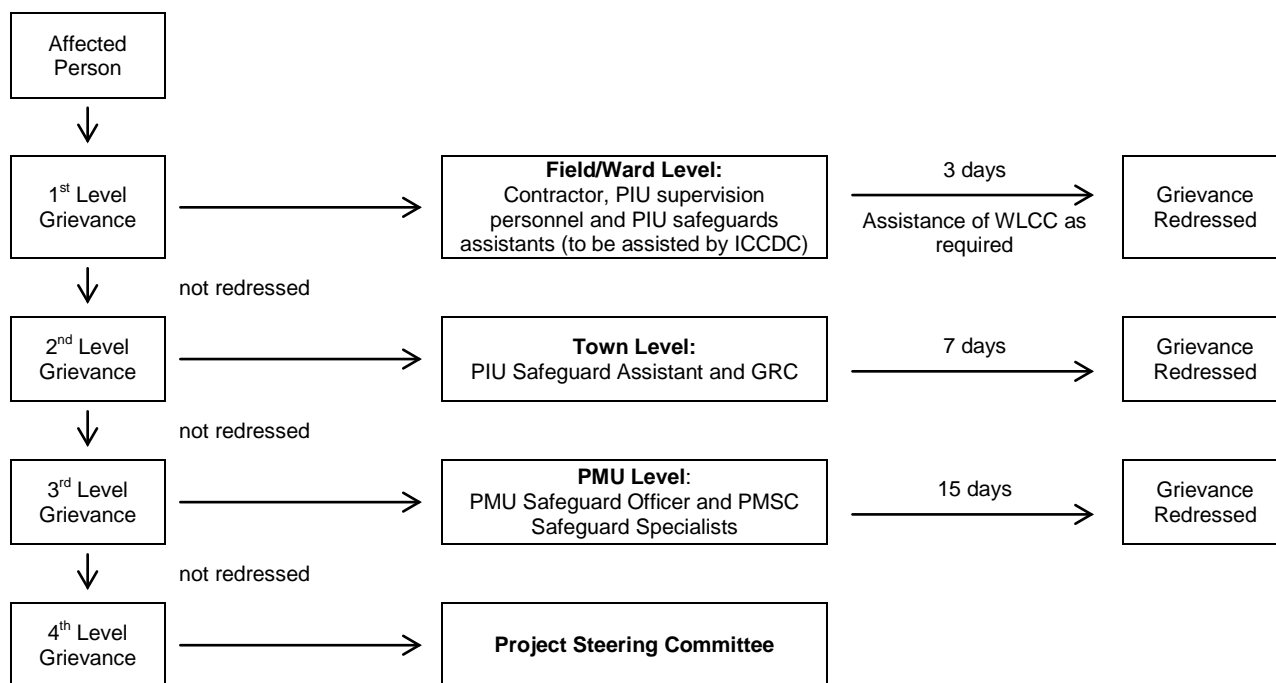 Affected
Person
1st Level
Grievance
Field/Ward Level:
Contractor, PIU supervision
personnel and PIU safeguards
assistants (to be assisted by ICCDC)
3 days
Assistance of WLCC as
required
Grievance
Redressed
not redressed
2nd Level
Grievance
Town Level:
PIU Safeguard Assistant and GRC
7 days
Grievance
Redressed
not redressed
3rd Level
Grievance
PMU Level:
PMU Safeguard Officer and PMSC
Safeguard Specialists
15 days
Grievance
Redressed
not redressed
4th Level
Grievance
Project Steering Committee